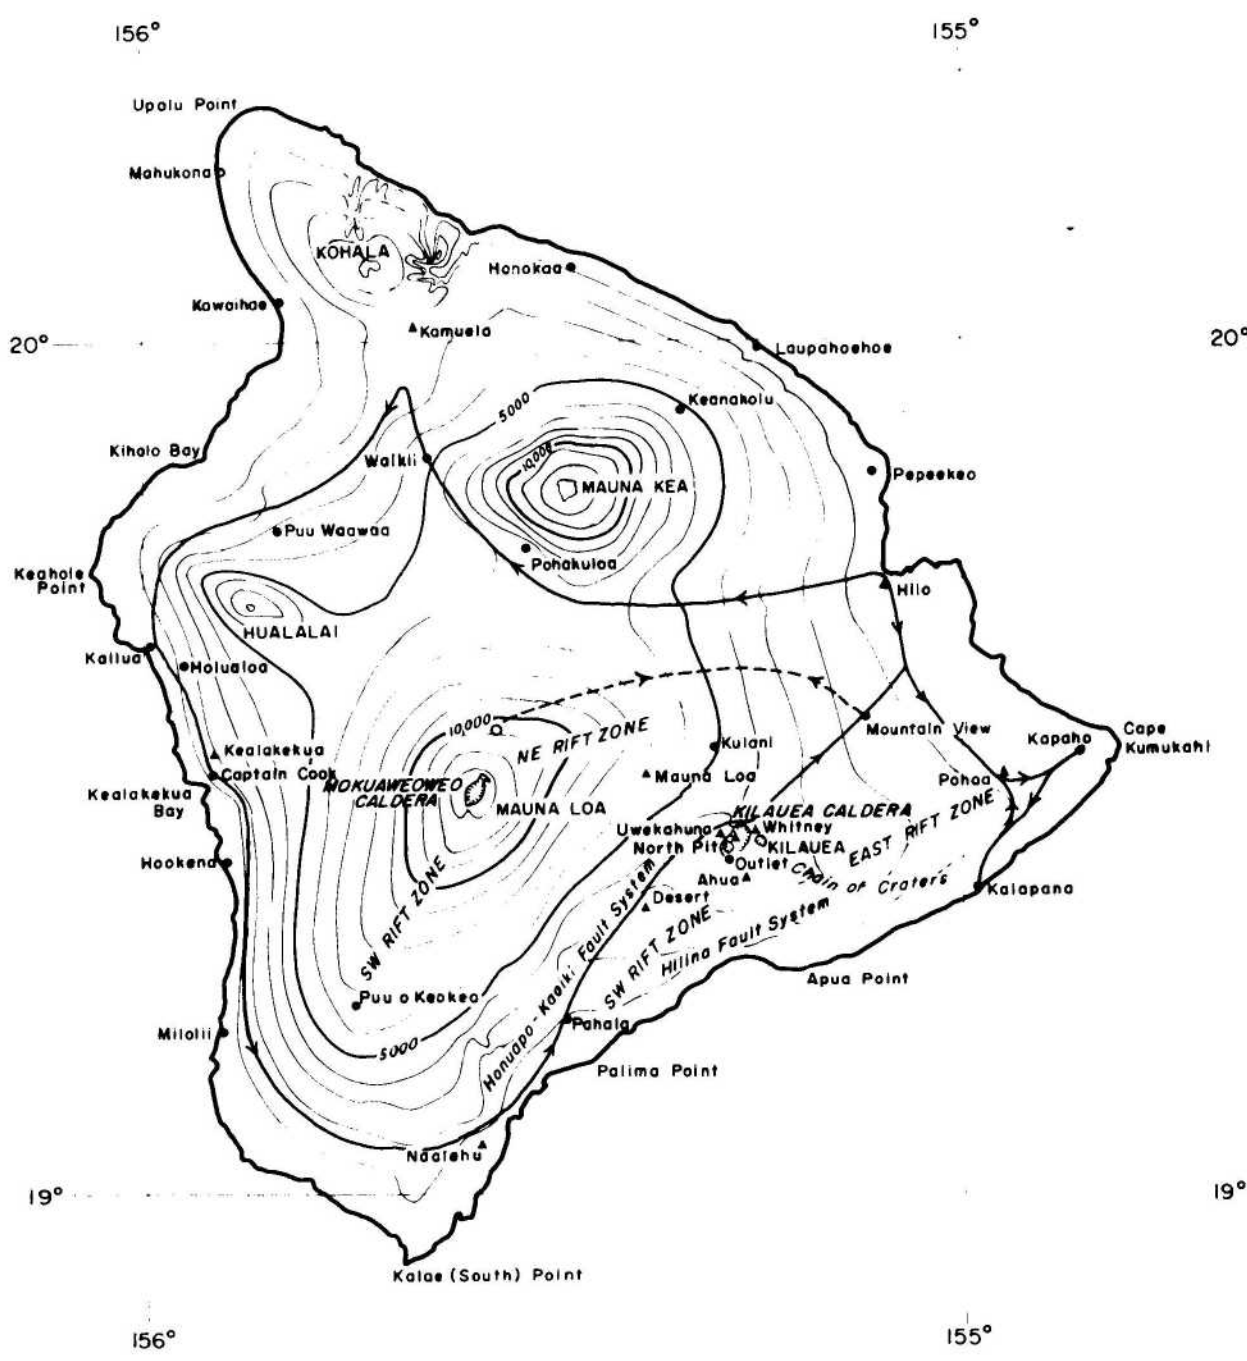 156°
155°
Upolu Point
Mahukona
KOHALA
Honokaa
Kawaihae
Kamuela
20°
20°
Laupahoehoe
5000
Keanakolu
Kiholo Bay
Waikii
10,000
MAUNA KEA
Pepeekeo
Puu Waawaa
Pohakuloa
Keahole
Point
Hilo
HUALALAI
Kailua
Holualoa
10,000
NE RIFT ZONE
Mountain View
Cape
Kumukahi
Kapaho
Kulani
Kealakekua
Captain Cook
Mauna Loa
Pohoa
Kealakekua
Bay
MOKUAWEOWEO
CALDERA
MAUNA LOA
KILAUEA CALDERA
Uwekahuna
Whitney
North Pit
KILAUEA
EAST RIFT ZONE
Hookena
Outlet
Chain of Craters
Ahua
Kalapana
Desert
SW RIFT ZONE
Honuapo-Kaoiki Fault System
SW RIFT ZONE
Hilina Fault System
Apua Point
Puu o Keokeo
Pahala
Milolii
5000
Palima Point
Naalehu
19°
19°
Kalae (South) Point
156°
155°